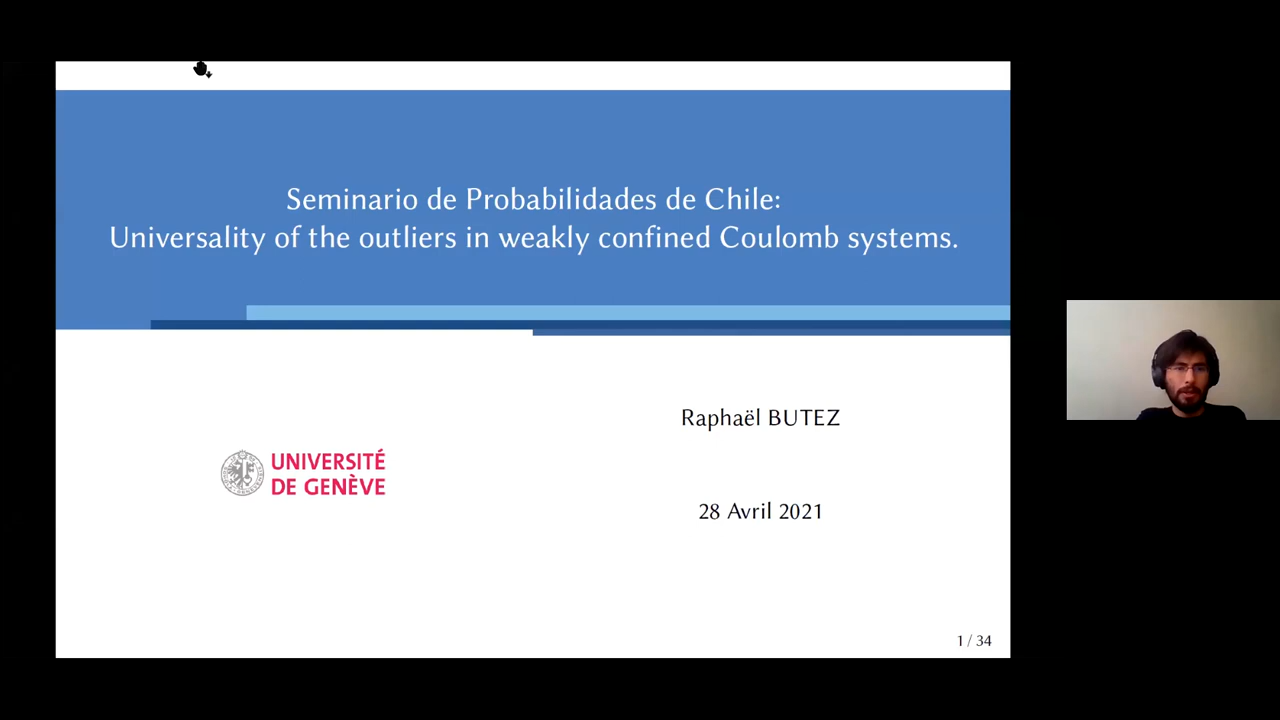 Seminario de Probabilidades de Chile:
Universality of the outliers in weakly confined Coulomb systems.
Raphaël BUTEZ
UNIVERSITÉ
DE GENÈVE
28 Avril 2021
1 / 34